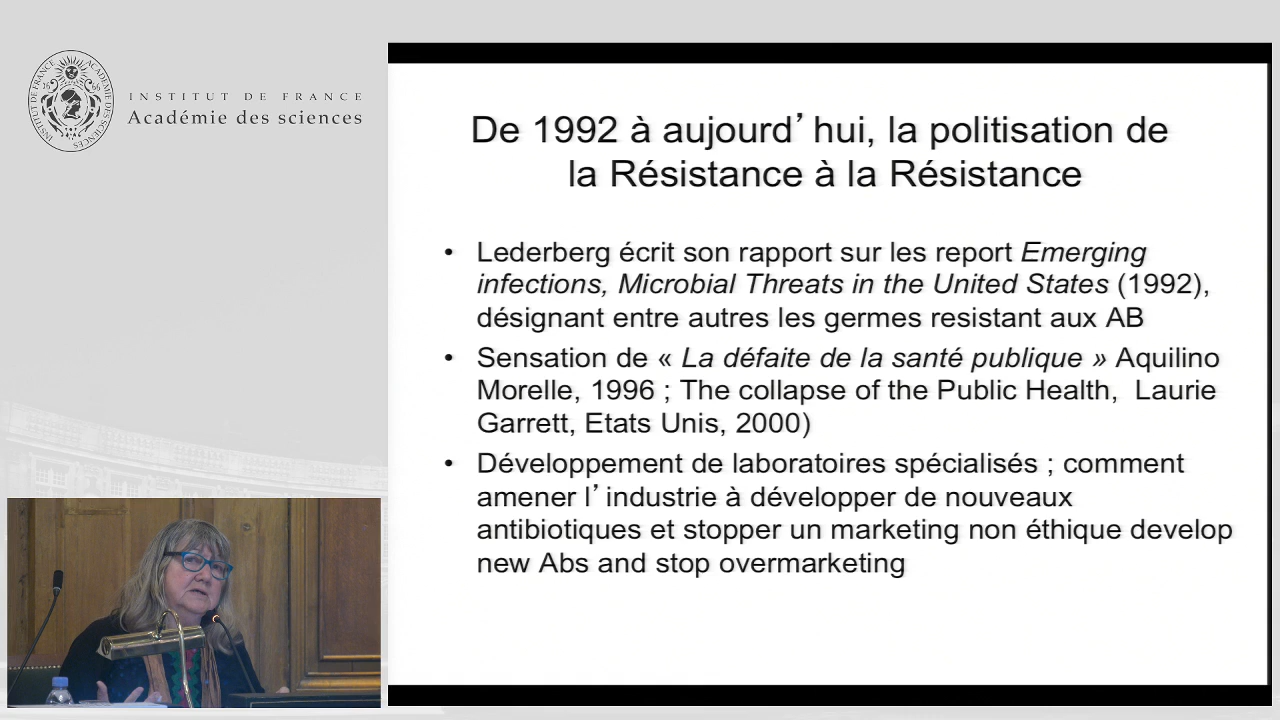 INSTITUT DE FRANCE
Académie des sciences
De 1992 à aujourd’hui, la politisation de
la Résistance à la Résistance
• Lederberg écrit son rapport sur les report Emerging
infections, Microbial Threats in the United States (1992),
désignant entre autres les germes resistant aux AB
• Sensation de « La défaite de la santé publique » Aquilino
Morelle, 1996 ; The collapse of the Public Health, Laurie
Garrett, Etats Unis, 2000)
• Développement de laboratoires spécialisés ; comment
amener l’industrie à développer de nouveaux
antibiotiques et stopper un marketing non éthique develop
new Abs and stop overmarketing